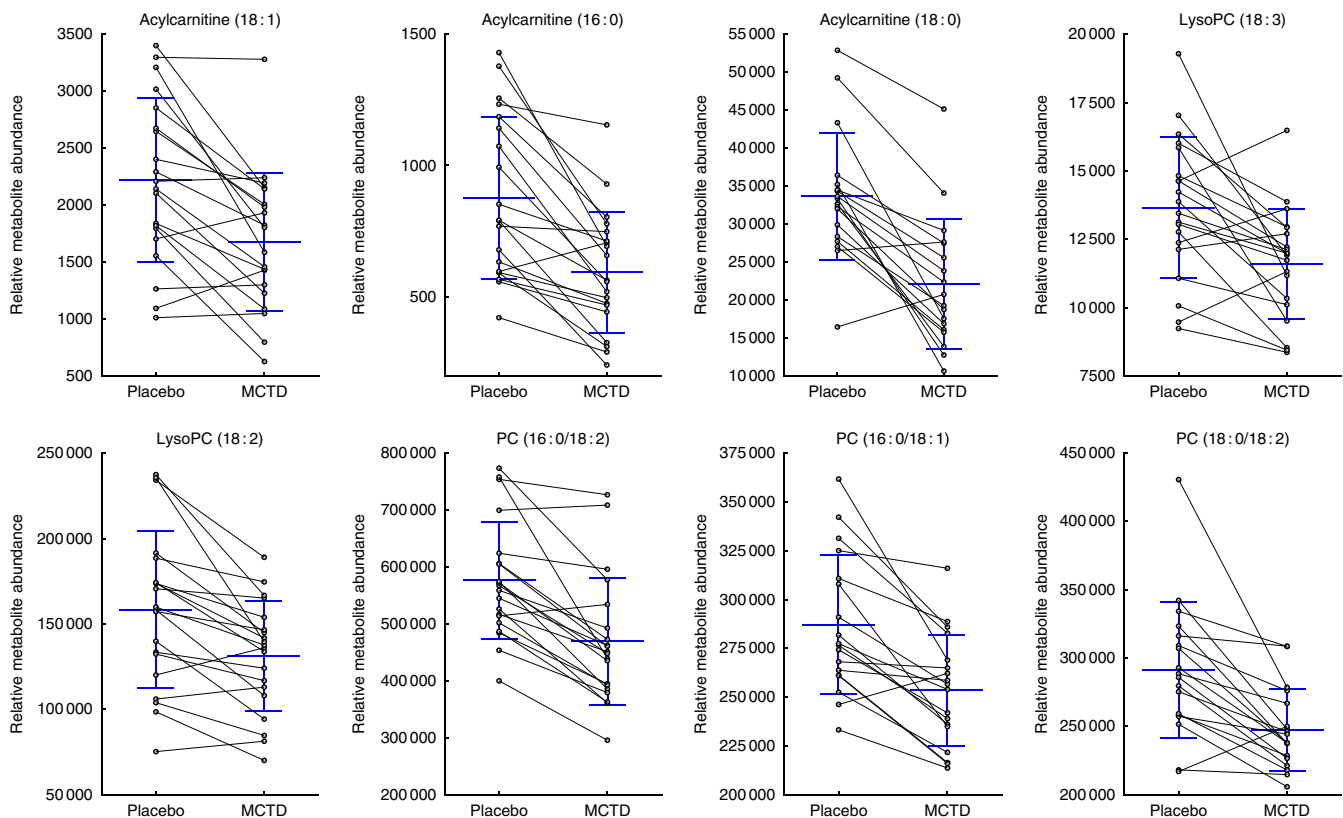 Acylcarnitine (18 : 1)
Relative metabolite abundance
3500
3000
2500
2000
1500
1000
500
Placebo MCTD
Acylcarnitine (16 : 0)
Relative metabolite abundance
1500
1000
500
Placebo MCTD
Acylcarnitine (18 : 0)
Relative metabolite abundance
55 000
50 000
45 000
40 000
35 000
30 000
25 000
20 000
15 000
10 000
Placebo MCTD
LysoPC (18 : 3)
Relative metabolite abundance
20 000
17 500
15 000
12 500
10 000
7500
Placebo MCTD
LysoPC (18 : 2)
Relative metabolite abundance
250 000
200 000
150 000
100 000
50 000
Placebo MCTD
PC (16 : 0/18 : 2)
Relative metabolite abundance
800 000
700 000
600 000
500 000
400 000
300 000
200 000
Placebo MCTD
PC (16 : 0/18 : 1)
Relative metabolite abundance
375 000
350 000
325 000
300 000
275 000
250 000
225 000
200 000
Placebo MCTD
PC (18 : 0/18 : 2)
Relative metabolite abundance
450 000
400 000
350 000
300 000
250 000
200 000
Placebo MCTD